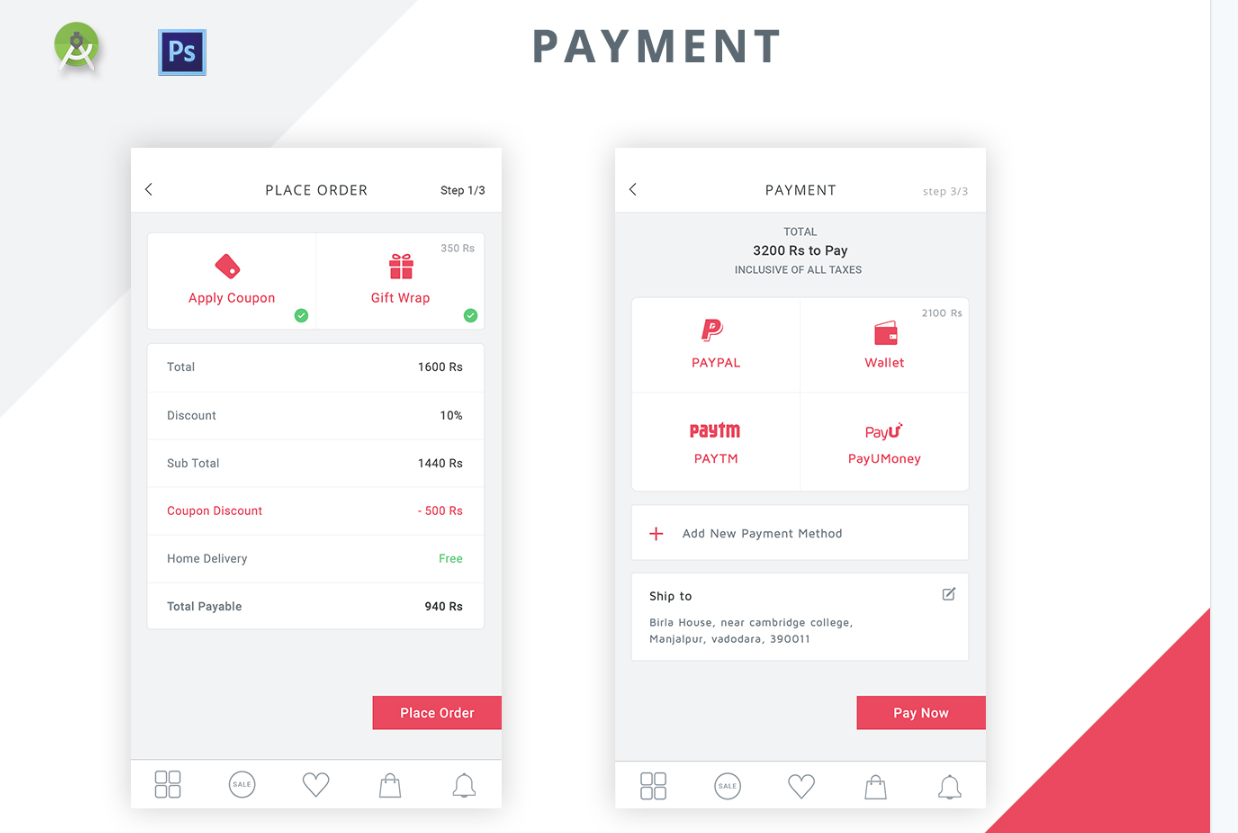 Ps
PAYMENT
PLACE ORDER
Step 1/3
350 Rs
Apply Coupon
Gift Wrap
Total 1600 Rs
Discount 10%
Sub Total 1440 Rs
Coupon Discount - 500 Rs
Home Delivery Free
Total Payable 940 Rs
Place Order
SALE
PAYMENT
step 3/3
TOTAL
3200 Rs to Pay
INCLUSIVE OF ALL TAXES
2100 Rs
PAYPAL
Wallet
paytm
PAYTM
PayU
PayUMoney
Add New Payment Method
Ship to
Birla House, near cambridge college,
Manjalpur, vadodara, 390011
Pay Now
SALE